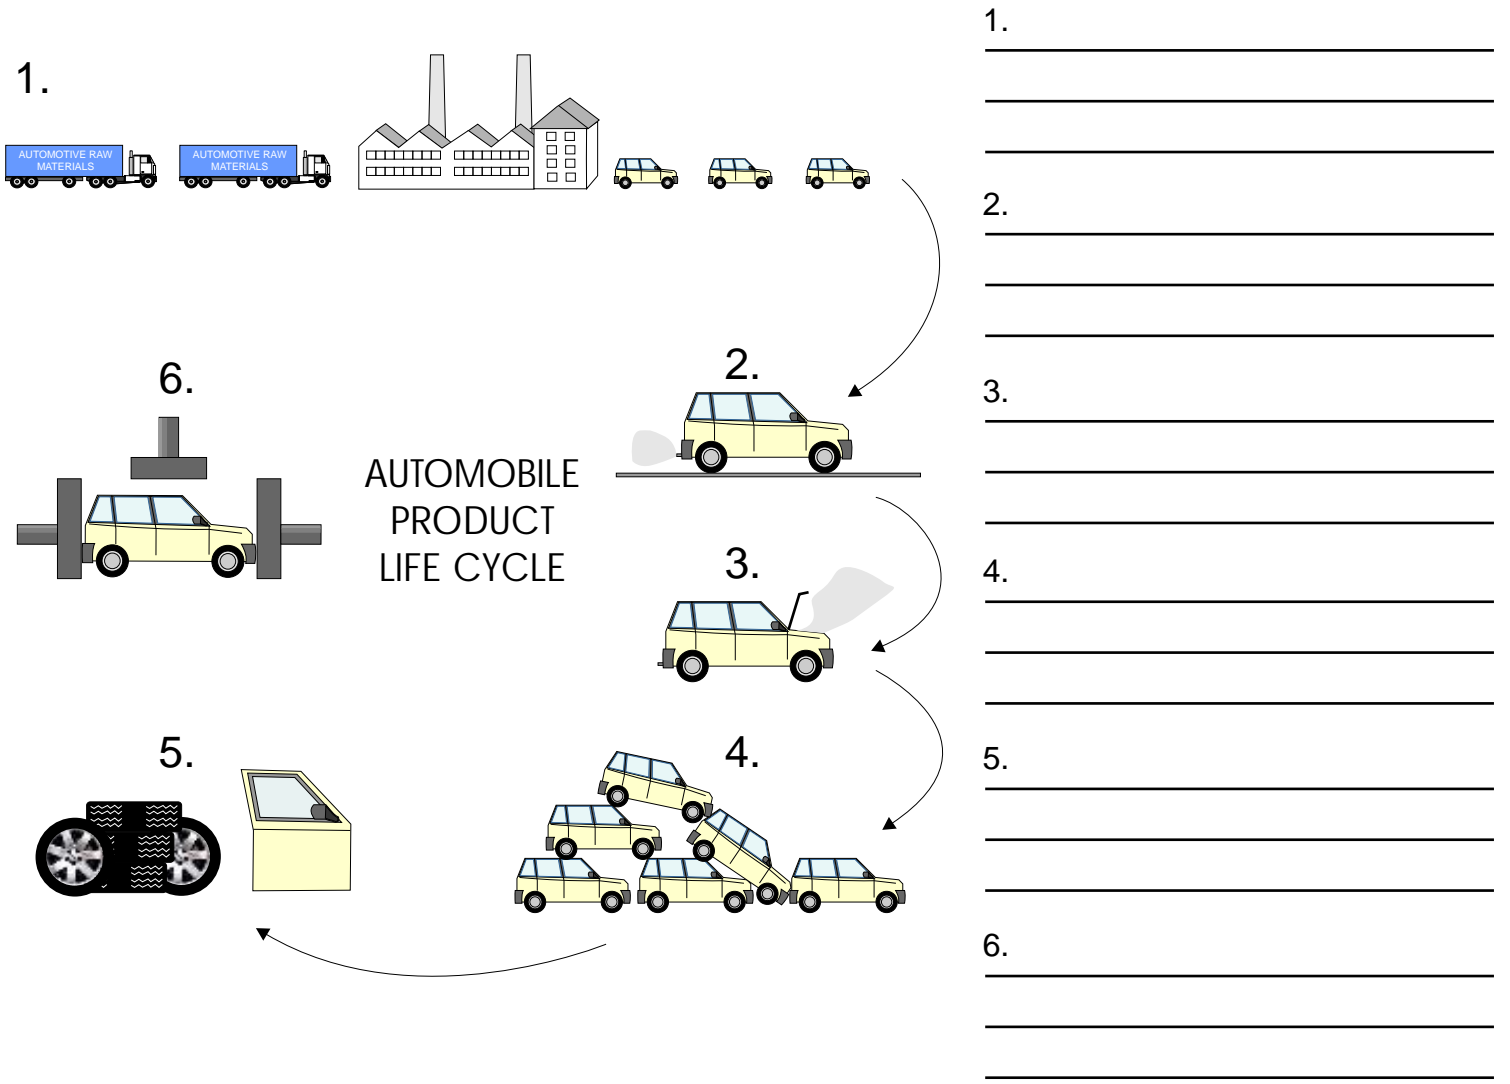 1.
AUTOMOTIVE RAW
MATERIALS
AUTOMOTIVE RAW
MATERIALS
2.
3.
4.
5.
6.
AUTOMOBILE
PRODUCT
LIFE CYCLE
1.
2.
3.
4.
5.
6.